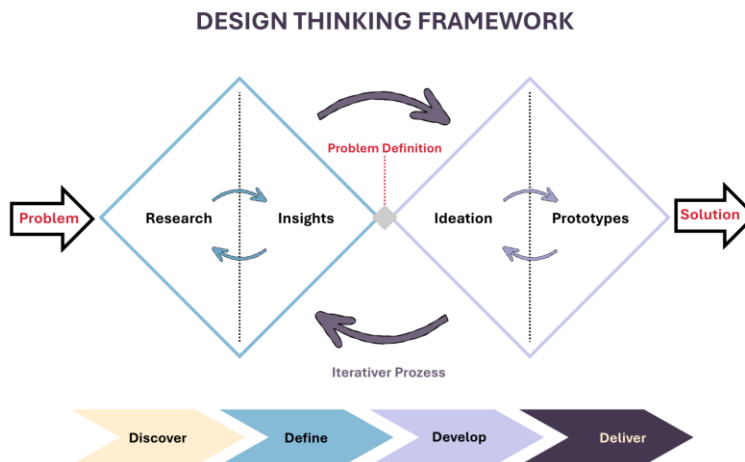 DESIGN THINKING FRAMEWORK
Problem Definition
Problem
Research
Insights
Ideation
Prototypes
Solution
Iterativer Prozess
Discover
Define
Develop
Deliver